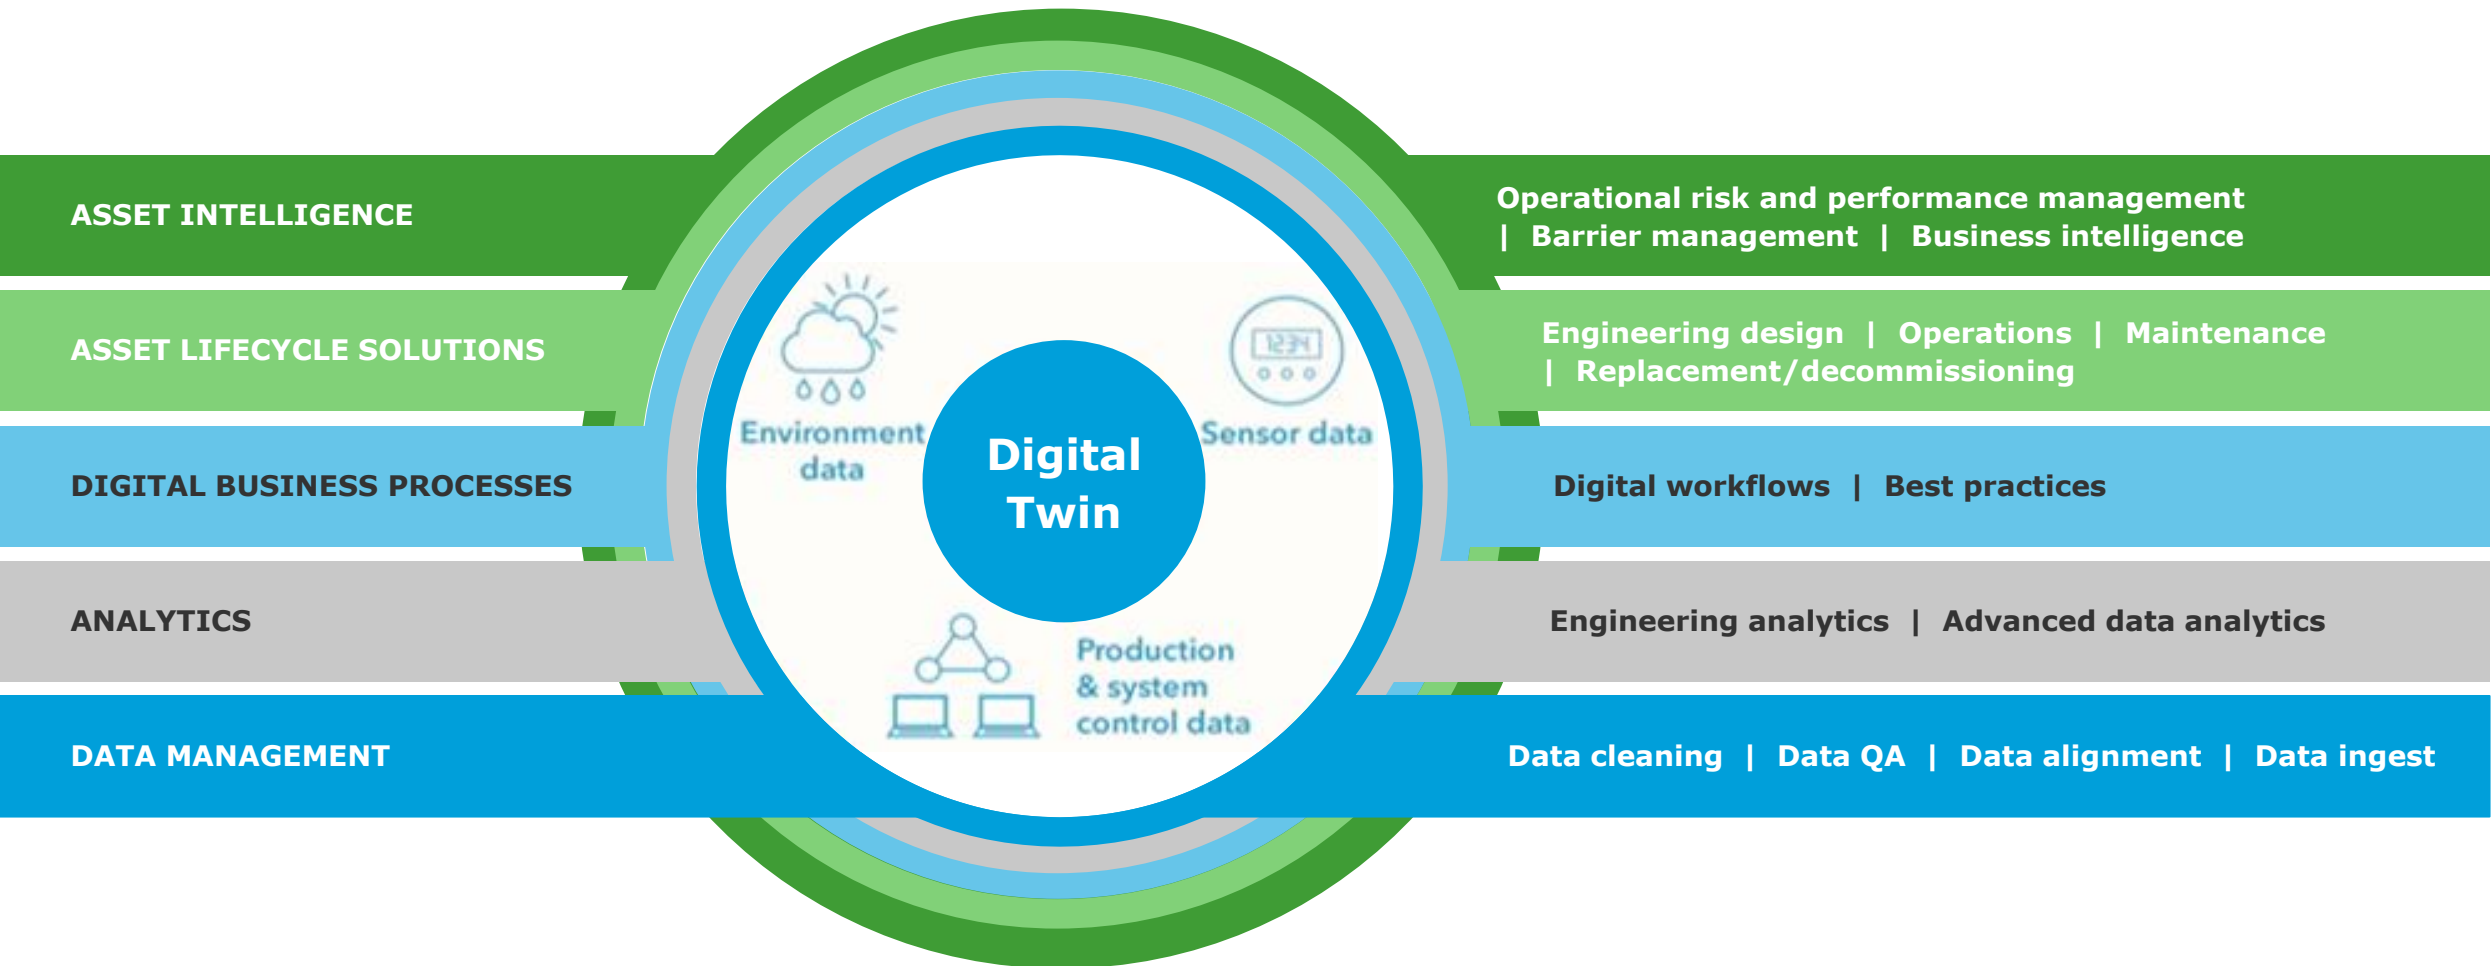 ASSET INTELLIGENCE
Operational risk and performance management
| Barrier management | Business intelligence
ASSET LIFECYCLE SOLUTIONS
Engineering design | Operations | Maintenance
| Replacement/decommissioning
DIGITAL BUSINESS PROCESSES
Digital workflows | Best practices
ANALYTICS
Engineering analytics | Advanced data analytics
DATA MANAGEMENT
Data cleaning | Data QA | Data alignment | Data ingest
Environment
data
1234
Sensor data
Digital
Twin
Production
& system
control data